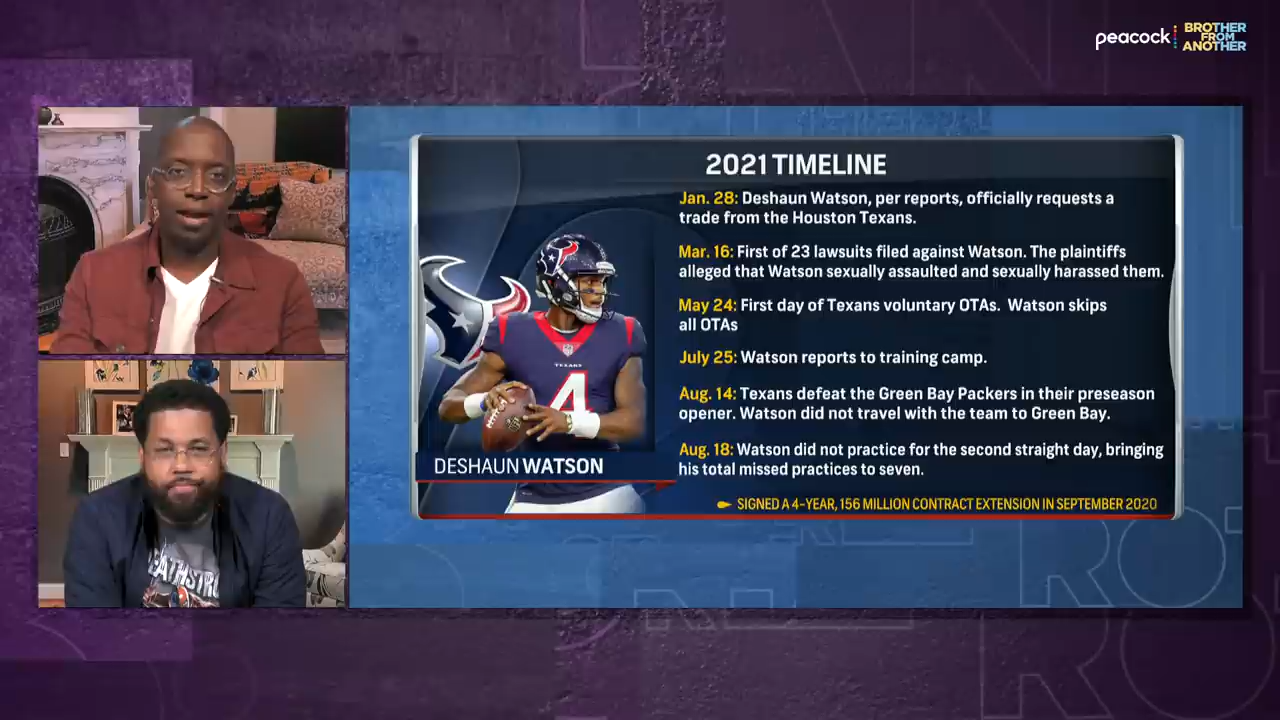 peacock
BROTHER
FROM
ANOTHER
2021 TIMELINE
Jan. 28: Deshaun Watson, per reports, officially requests a
trade from the Houston Texans.
Mar. 16: First of 23 lawsuits filed against Watson. The plaintiffs
alleged that Watson sexually assaulted and sexually harassed them.
May 24: First day of Texans voluntary OTAs. Watson skips
all OTAs
July 25: Watson reports to training camp.
Aug. 14: Texans defeat the Green Bay Packers in their preseason
opener. Watson did not travel with the team to Green Bay.
Aug. 18: Watson did not practice for the second straight day, bringing
his total missed practices to seven.
SIGNED A 4-YEAR, 156 MILLION CONTRACT EXTENSION IN SEPTEMBER 2020
TEXANS
4
DESHAUN WATSON